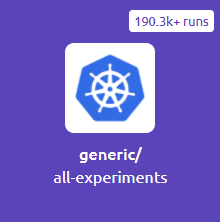 190.3k+ runs
generic/
all-experiments